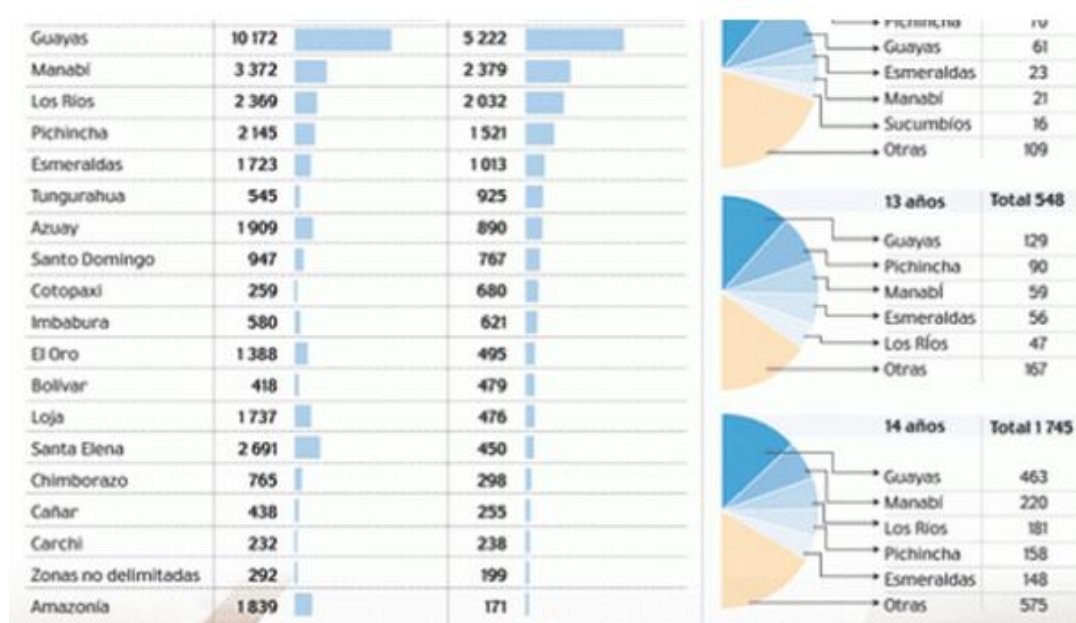 Guayas 10 172 5 222
Manabí 3 372 2 379
Los Ríos 2 369 2 032
Pichincha 2 145 1 521
Esmeraldas 1 723 1 013
Tungurahua 545 925
Azuay 1 909 890
Santo Domingo 947 767
Cotopaxi 259 680
Imbabura 580 621
El Oro 1 388 495
Bolívar 418 479
Loja 1 737 476
Santa Elena 2 691 450
Chimborazo 765 298
Cañar 438 255
Carchi 232 238
Zonas no delimitadas 292 199
Amazonía 1 839 171
Pichincha
Guayas 61
Esmeraldas 23
Manabí 21
Sucumbíos 16
Otras 109
13 años Total 548
Guayas 129
Pichincha 90
Manabí 59
Esmeraldas 56
Los Ríos 47
Otras 167
14 años Total 1 745
Guayas 463
Manabí 220
Los Ríos 181
Pichincha 158
Esmeraldas 148
Otras 575